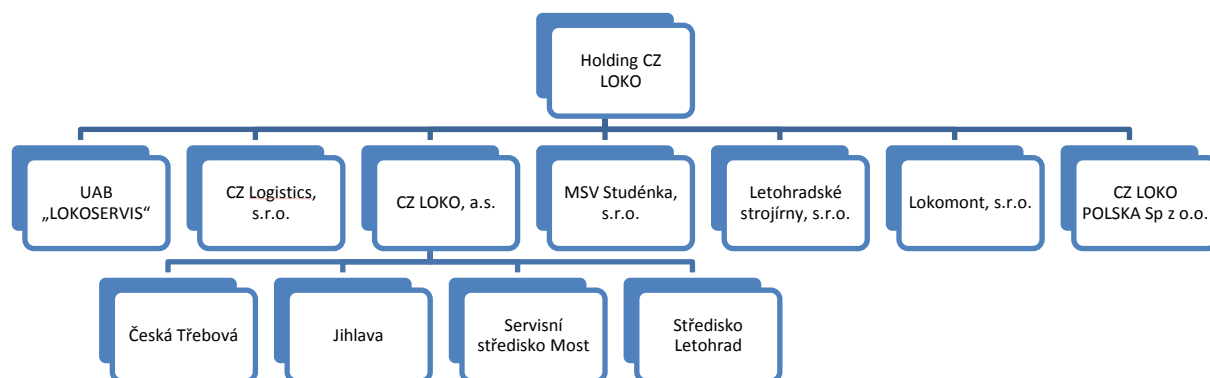 Holding CZ
LOKO
UAB
„LOKOSERVIS“
CZ Logistics,
s.r.o.
CZ LOKO, a.s.
MSV Studénka,
s.r.o.
Letohradské
strojírny, s.r.o.
Lokomont, s.r.o.
CZ LOKO
POLSKA Sp z o.o.
Česká Třebová
Jihlava
Servisní
středisko Most
Středisko
Letohrad